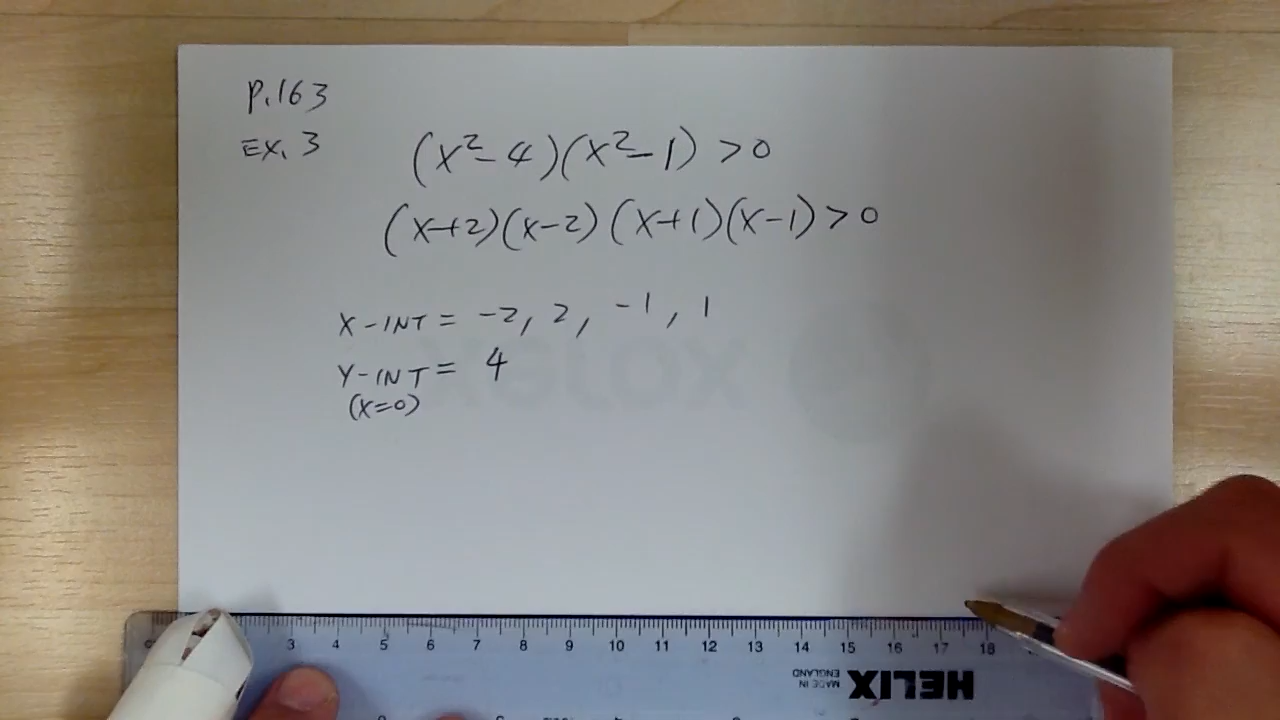 P.163
EX. 3
(x²-4)(x²-1) > 0
(x+2)(x-2)(x+1)(x-1) > 0
X-INT = -2, 2, -1, 1
Y-INT = 4
(x=0)
3 4 5 6 7 8 9 10 11 12 13 14 15 16 17 18
MADE IN
ENGLAND
HELIX